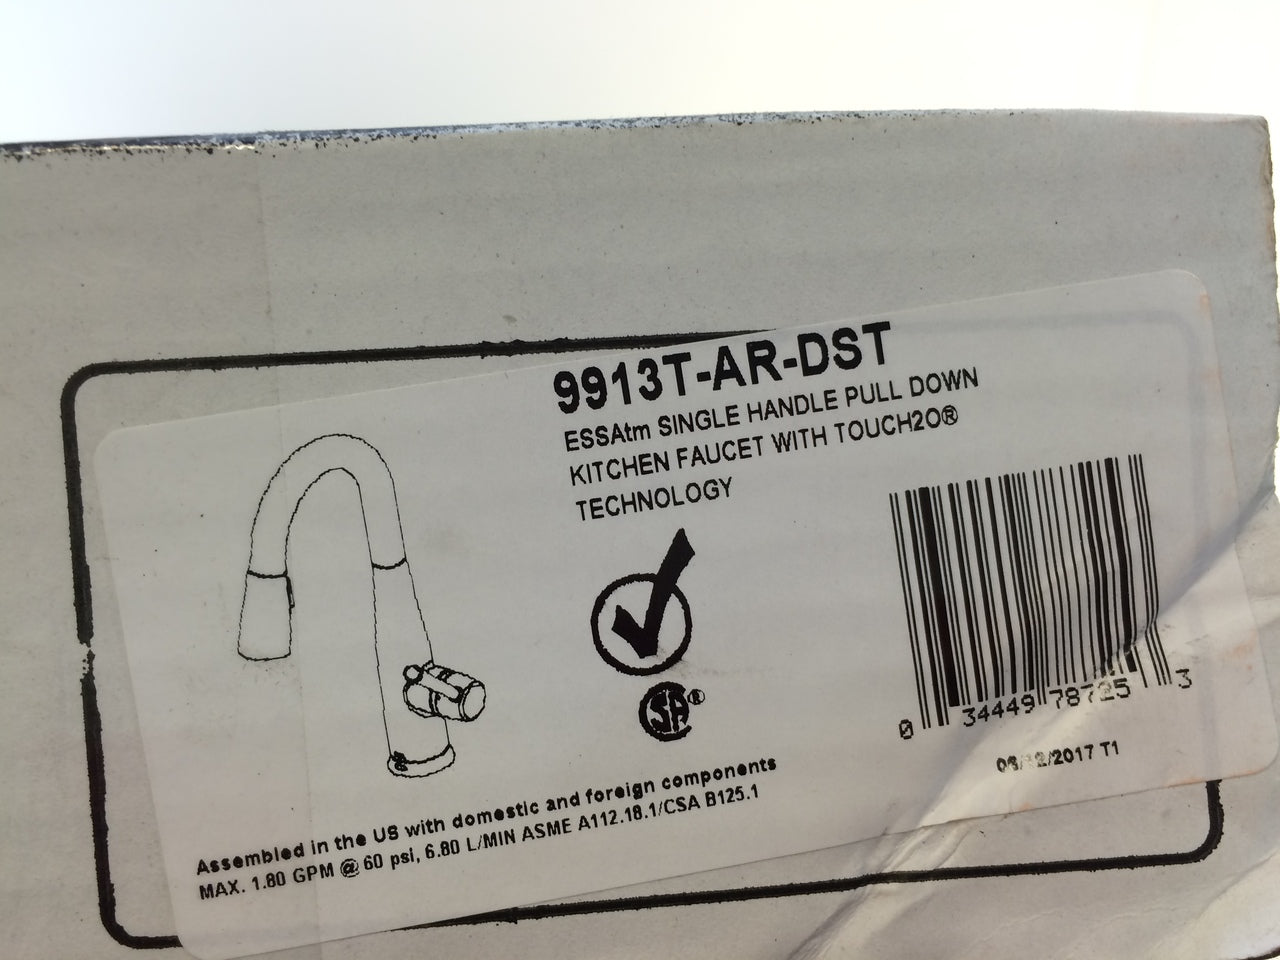 9913T-AR-DST
ESSAtm SINGLE HANDLE PULL DOWN
KITCHEN FAUCET WITH TOUCH2O®
TECHNOLOGY
SA®
0 34449 78725 3
T1
Assembled in the US with domestic and foreign components
MAX. 1.80 GPM @ 60 psi, 6.80 L/MIN ASME A112.18.1/CSA B125.1